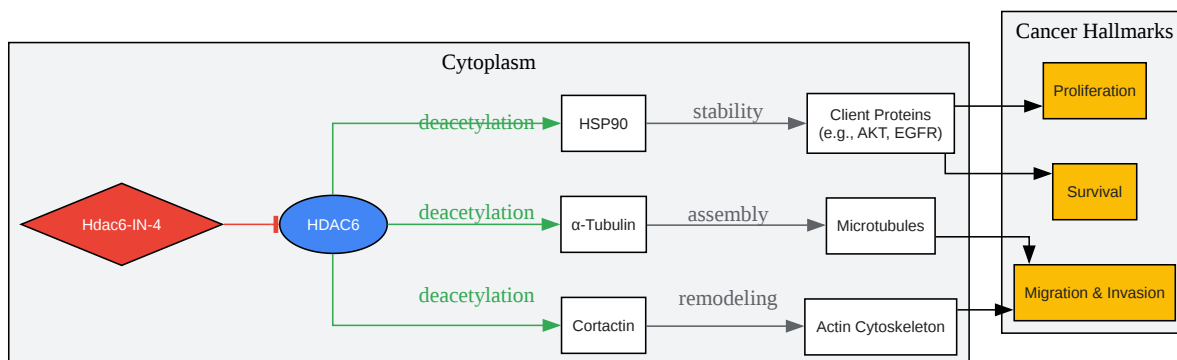 Cancer Hallmarks
Cytoplasm
Proliferation
deacetylation
HSP90
stability
Client Proteins
(e.g., AKT, EGFR)
Survival
Hdac6-IN-4
HDAC6
deacetylation
α-Tubulin
assembly
Microtubules
Migration & Invasion
deacetylation
Cortactin
remodeling
Actin Cytoskeleton